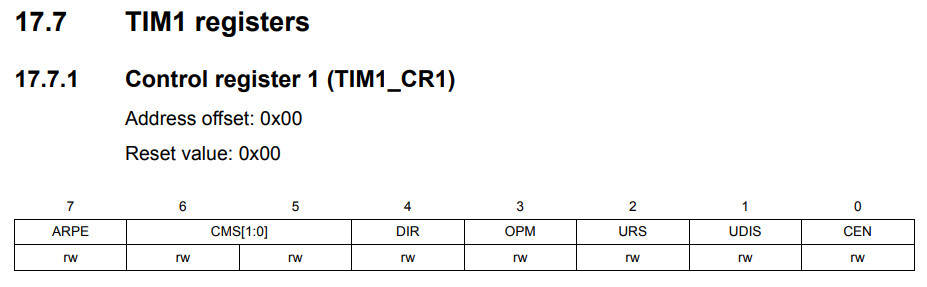 17.7 TIM1 registers
17.7.1 Control register 1 (TIM1_CR1)
Address offset: 0x00
Reset value: 0x00
7 6 5 4 3 2 1 0
ARPE CMS[1:0] DIR OPM URS UDIS CEN
rw rw rw rw rw rw rw rw